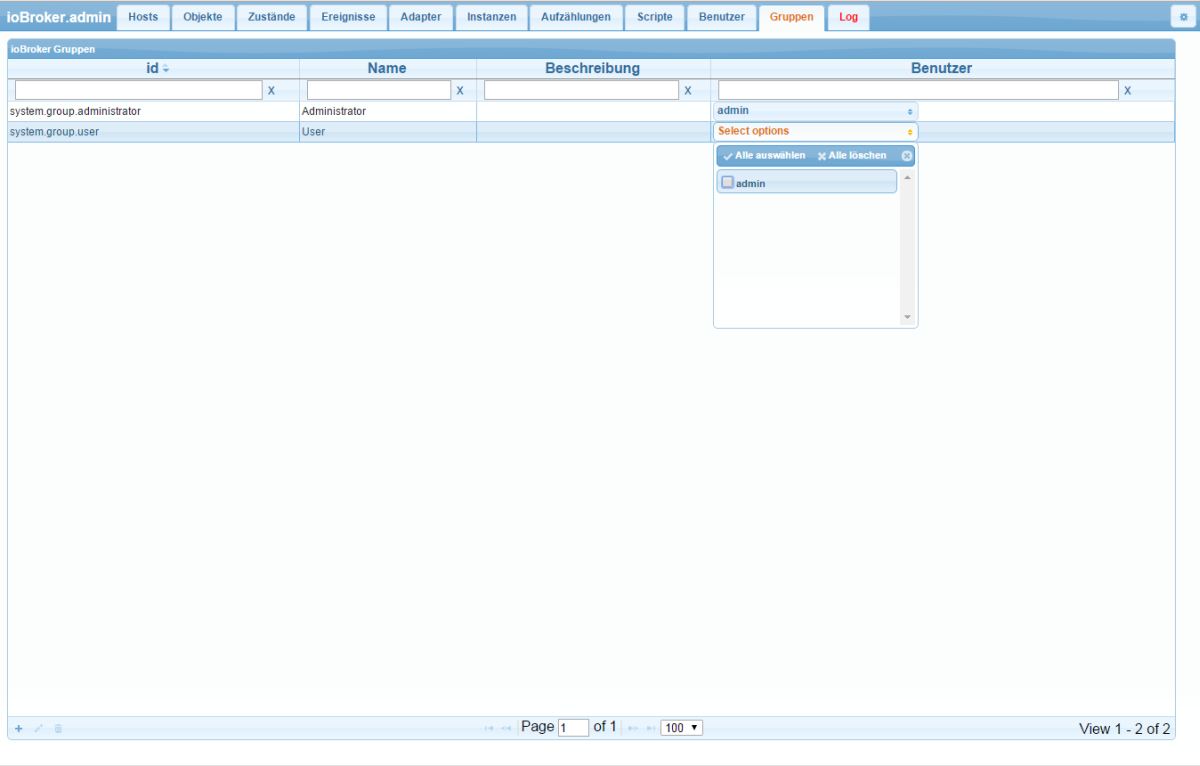 ioBroker.admin Hosts Objekte Zustände Ereignisse Adapter Instanzen Aufzählungen Scripte Benutzer Gruppen Log
ioBroker Gruppen
id Name Beschreibung Benutzer
X X X X
system.group.administrator Administrator admin
system.group.user User Select options
Alle auswählen Alle löschen
admin
Page 1 of 1 100 View 1 - 2 of 2